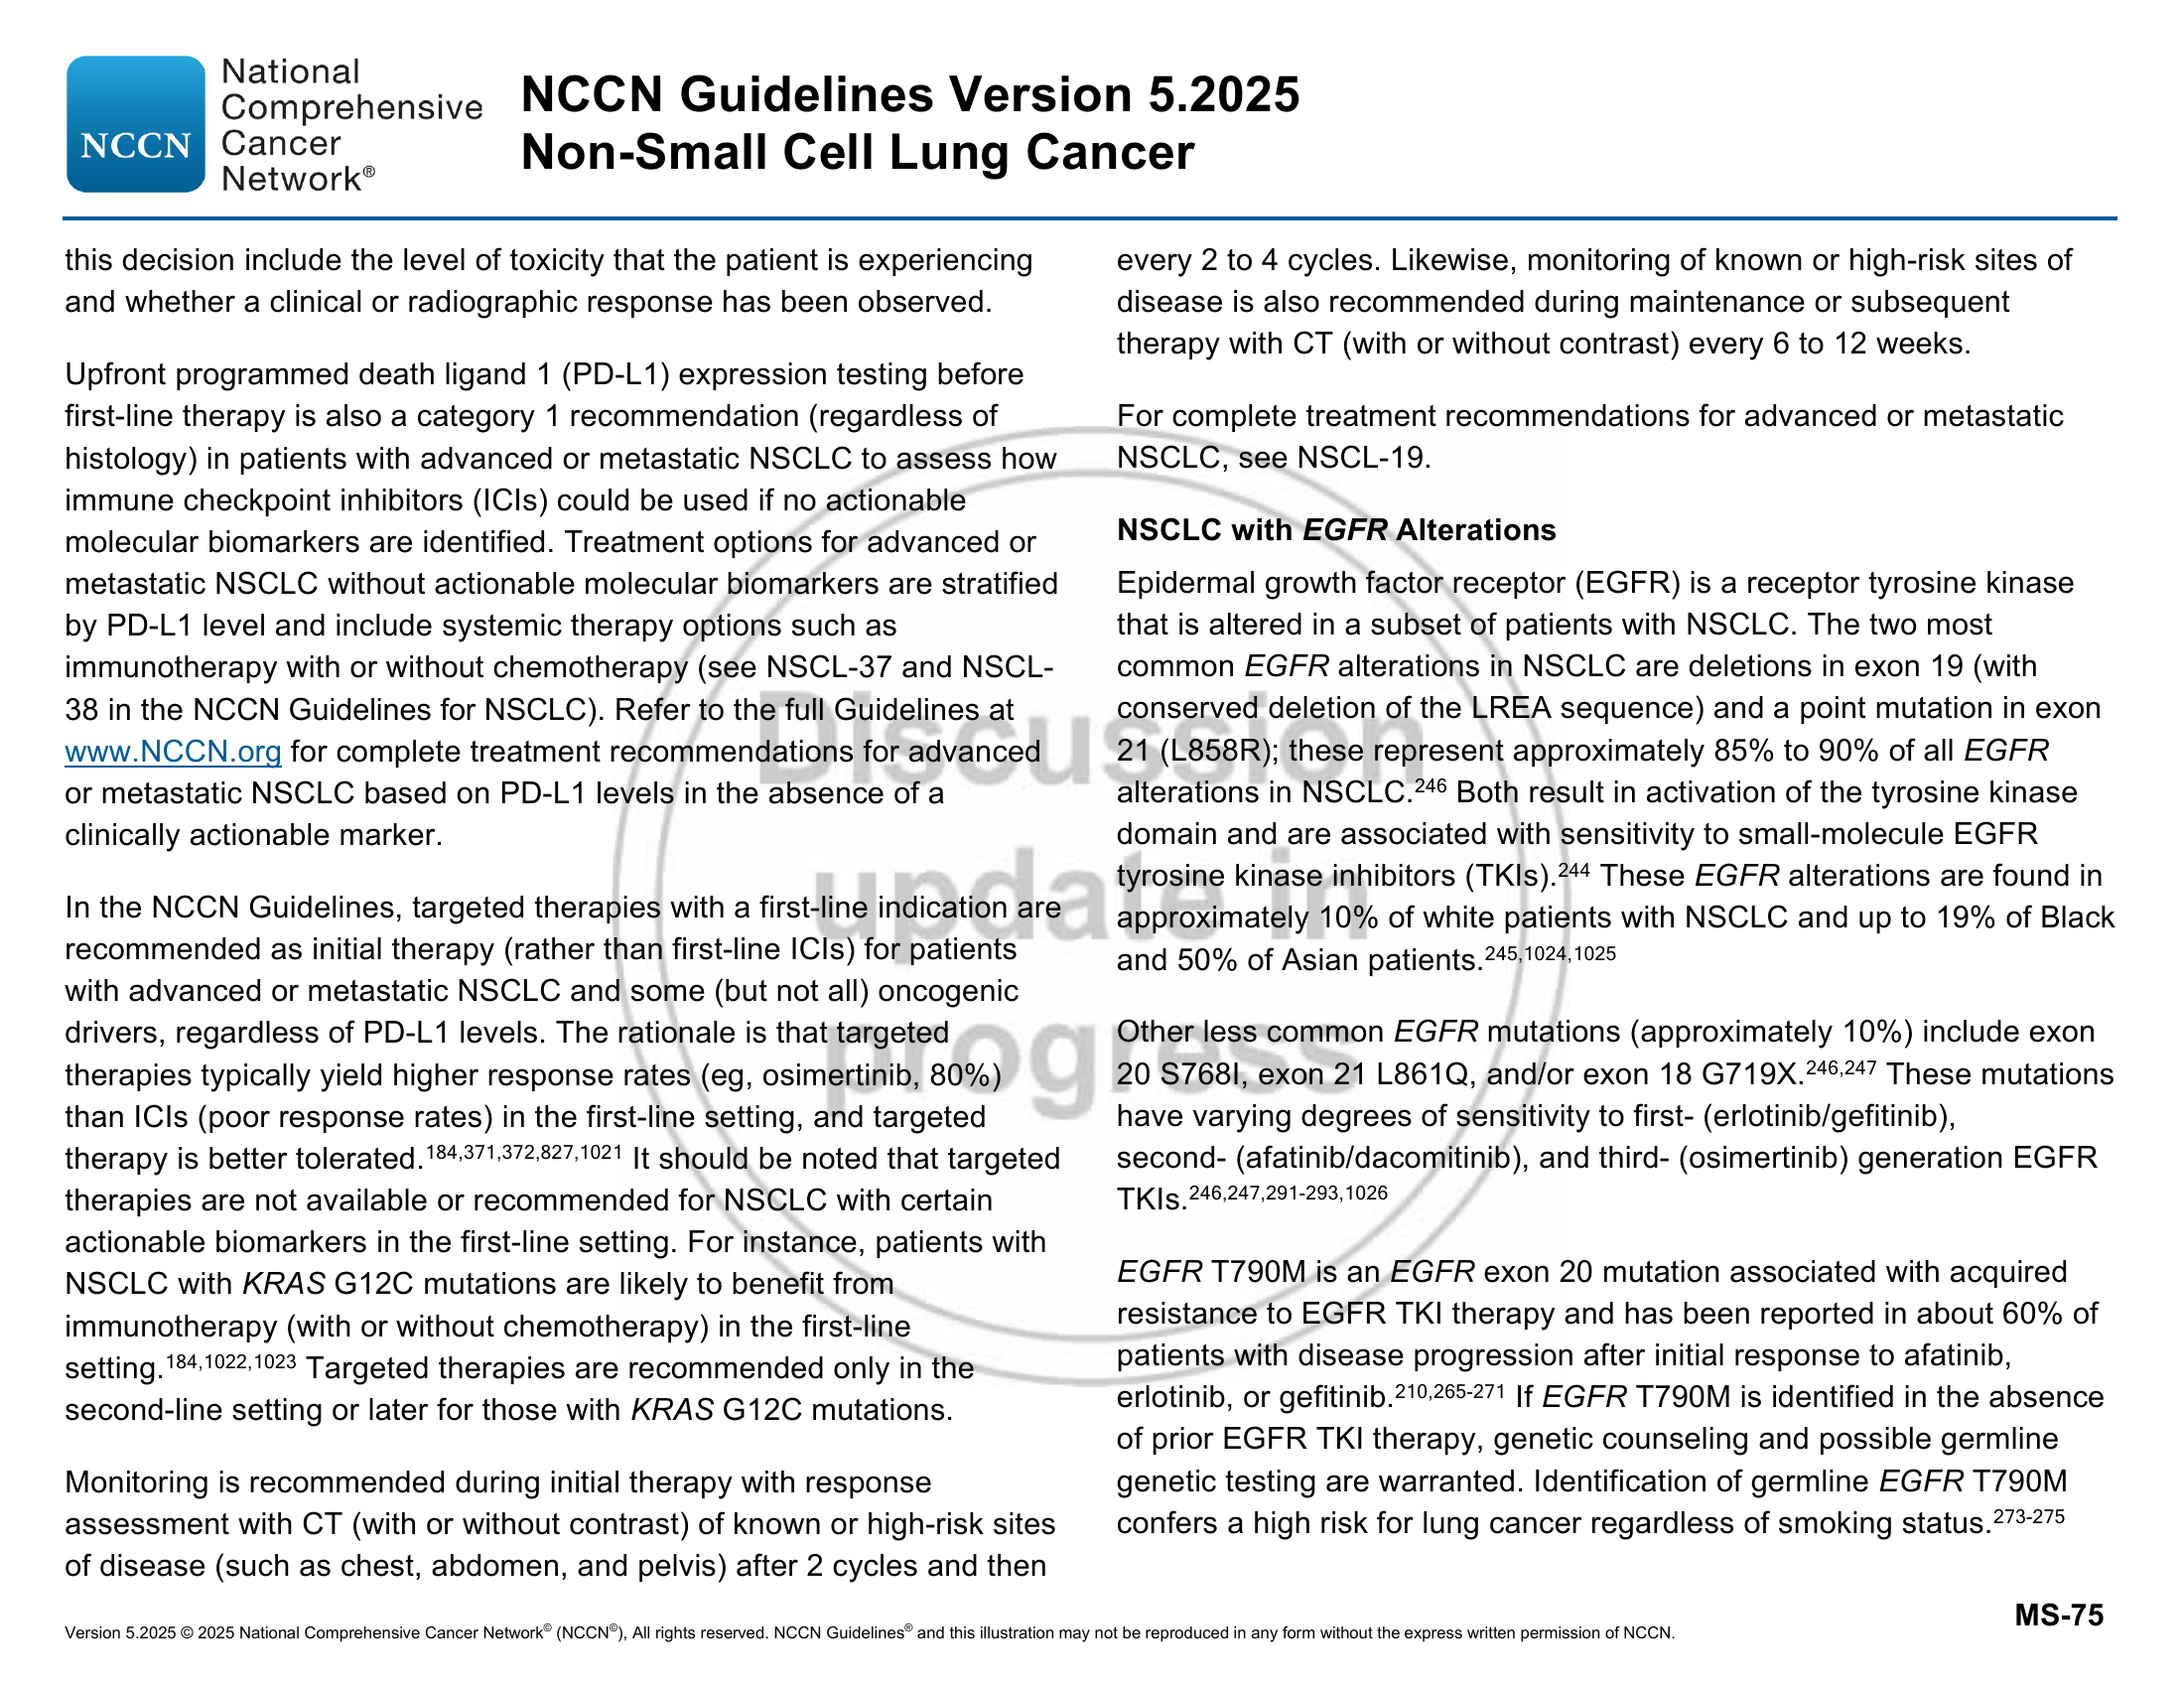 National
Comprehensive
NCCN Cancer
Network®
NCCN Guidelines Version 5.2025
Non-Small Cell Lung Cancer
this decision include the level of toxicity that the patient is experiencing
and whether a clinical or radiographic response has been observed.
Upfront programmed death ligand 1 (PD-L1) expression testing before
first-line therapy is also a category 1 recommendation (regardless of
histology) in patients with advanced or metastatic NSCLC to assess how
immune checkpoint inhibitors (ICIs) could be used if no actionable
molecular biomarkers are identified. Treatment options for advanced or
metastatic NSCLC without actionable molecular biomarkers are stratified
by PD-L1 level and include systemic therapy options such as
immunotherapy with or without chemotherapy (see NSCL-37 and NSCL-
38 in the NCCN Guidelines for NSCLC). Refer to the full Guidelines at
www.NCCN.org for complete treatment recommendations for advanced
or metastatic NSCLC based on PD-L1 levels in the absence of a
clinically actionable marker.
In the NCCN Guidelines, targeted therapies with a first-line indication are
recommended as initial therapy (rather than first-line ICIs) for patients
with advanced or metastatic NSCLC and some (but not all) oncogenic
drivers, regardless of PD-L1 levels. The rationale is that targeted
therapies typically yield higher response rates (eg, osimertinib, 80%)
than ICIs (poor response rates) in the first-line setting, and targeted
therapy is better tolerated.184,371,372,827,1021 It should be noted that targeted
therapies are not available or recommended for NSCLC with certain
actionable biomarkers in the first-line setting. For instance, patients with
NSCLC with KRAS G12C mutations are likely to benefit from
immunotherapy (with or without chemotherapy) in the first-line
setting.184,1022,1023 Targeted therapies are recommended only in the
second-line setting or later for those with KRAS G12C mutations.
Monitoring is recommended during initial therapy with response
assessment with CT (with or without contrast) of known or high-risk sites
of disease (such as chest, abdomen, and pelvis) after 2 cycles and then
every 2 to 4 cycles. Likewise, monitoring of known or high-risk sites of
disease is also recommended during maintenance or subsequent
therapy with CT (with or without contrast) every 6 to 12 weeks.
For complete treatment recommendations for advanced or metastatic
NSCLC, see NSCL-19.
NSCLC with EGFR Alterations
Epidermal growth factor receptor (EGFR) is a receptor tyrosine kinase
that is altered in a subset of patients with NSCLC. The two most
common EGFR alterations in NSCLC are deletions in exon 19 (with
conserved deletion of the LREA sequence) and a point mutation in exon
21 (L858R); these represent approximately 85% to 90% of all EGFR
alterations in NSCLC.246 Both result in activation of the tyrosine kinase
domain and are associated with sensitivity to small-molecule EGFR
tyrosine kinase inhibitors (TKIs).244 These EGFR alterations are found in
approximately 10% of white patients with NSCLC and up to 19% of Black
and 50% of Asian patients.245,1024,1025
Other less common EGFR mutations (approximately 10%) include exon
20 S768I, exon 21 L861Q, and/or exon 18 G719X.246,247 These mutations
have varying degrees of sensitivity to first- (erlotinib/gefitinib),
second- (afatinib/dacomitinib), and third- (osimertinib) generation EGFR
TKIs.246,247,291-293,1026
EGFR T790M is an EGFR exon 20 mutation associated with acquired
resistance to EGFR TKI therapy and has been reported in about 60% of
patients with disease progression after initial response to afatinib,
erlotinib, or gefitinib.210,265-271 If EGFR T790M is identified in the absence
of prior EGFR TKI therapy, genetic counseling and possible germline
genetic testing are warranted. Identification of germline EGFR T790M
confers a high risk for lung cancer regardless of smoking status.273-275
Discussion
update in
progress
MS-75
Version 5.2025 © 2025 National Comprehensive Cancer Network© (NCCN©), All rights reserved. NCCN Guidelines® and this illustration may not be reproduced in any form without the express written permission of NCCN.